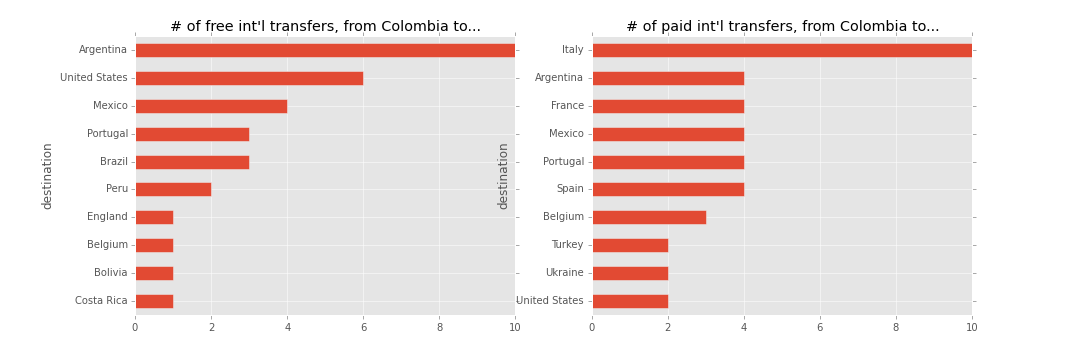 # of free int'l transfers, from Colombia to...
destination
Argentina
United States
Mexico
Portugal
Brazil
Peru
England
Belgium
Bolivia
Costa Rica
0 2 4 6 8 10
# of paid int'l transfers, from Colombia to...
destination
Italy
Argentina
France
Mexico
Portugal
Spain
Belgium
Turkey
Ukraine
United States
0 2 4 6 8 10